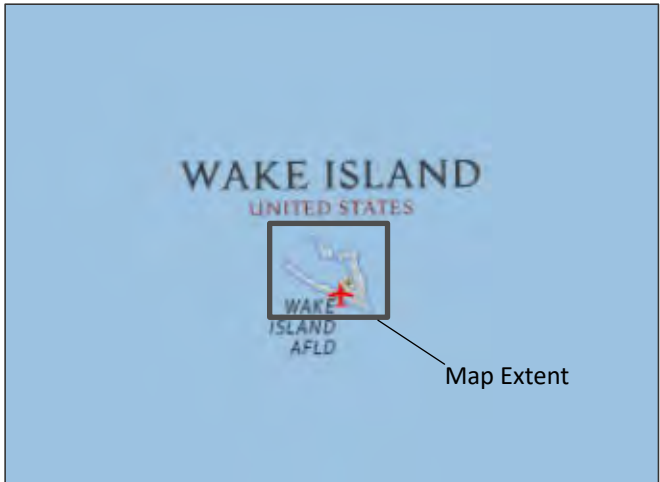 WAKE ISLAND
UNITED STATES
WAKE
ISLAND
AFLD
Map Extent